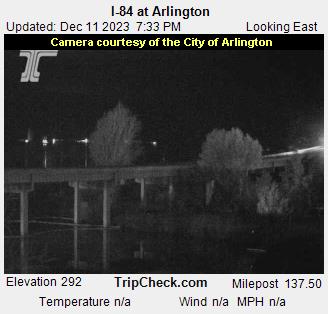 I-84 at Arlington
Updated: Dec 11 2023 7:33 PM Looking East
Camera courtesy of the City of Arlington
Elevation 292 TripCheck.com Milepost 137.50
Temperature n/a Wind n/a MPH n/a